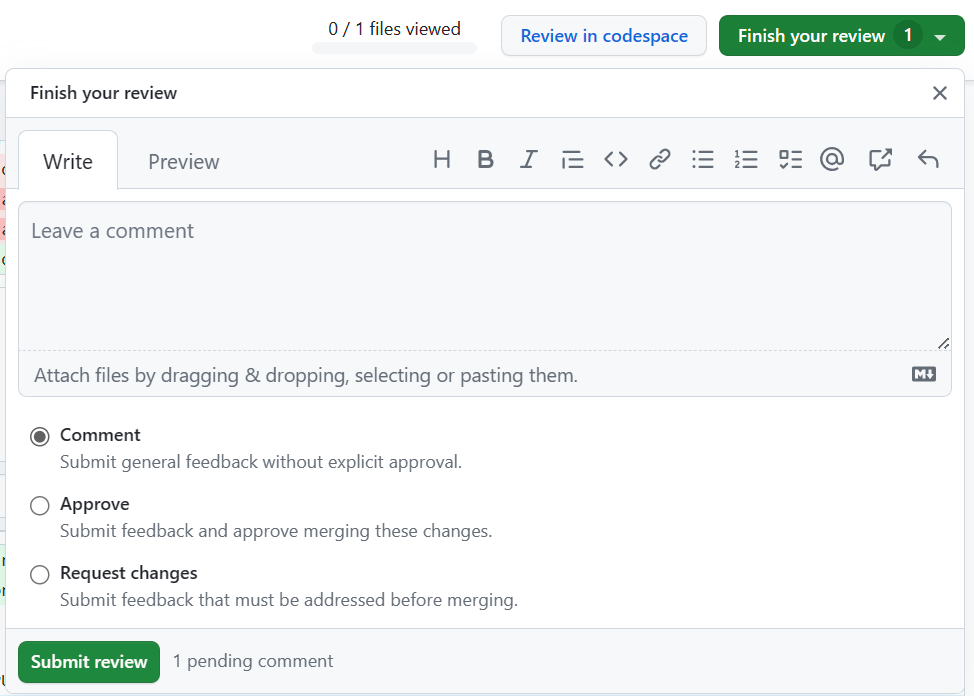 0 / 1 files viewed
Review in codespace
Finish your review 1
Finish your review
Write
Preview
Leave a comment
Attach files by dragging & dropping, selecting or pasting them.
Comment
Submit general feedback without explicit approval.
Approve
Submit feedback and approve merging these changes.
Request changes
Submit feedback that must be addressed before merging.
Submit review
1 pending comment